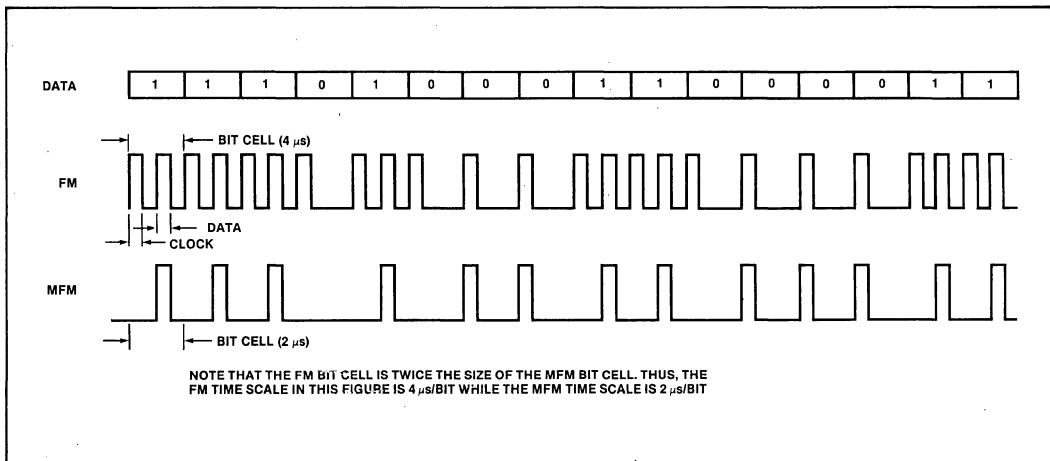 DATA 1 1 1 0 1 0 0 0 1 1 0 0 0 0 1 1
BIT CELL (4 μs)
FM
DATA
CLOCK
MFM
BIT CELL (2 μs)
NOTE THAT THE FM BIT CELL IS TWICE THE SIZE OF THE MFM BIT CELL. THUS, THE
FM TIME SCALE IN THIS FIGURE IS 4 μs/BIT WHILE THE MFM TIME SCALE IS 2 μs/BIT